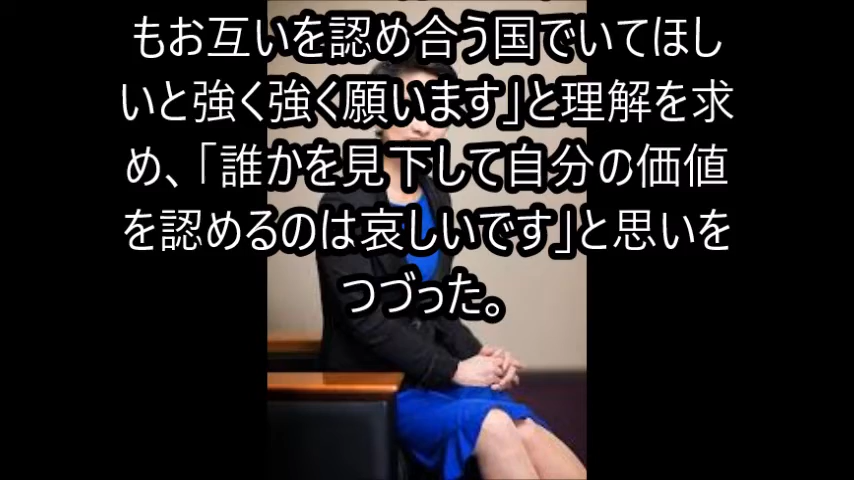 もお互いを認め合う国でいてほし
いと強く強く願います」と理解を求
め、「誰かを見下して自分の価値
を認めるのは哀しいです」と思いを
つづった。